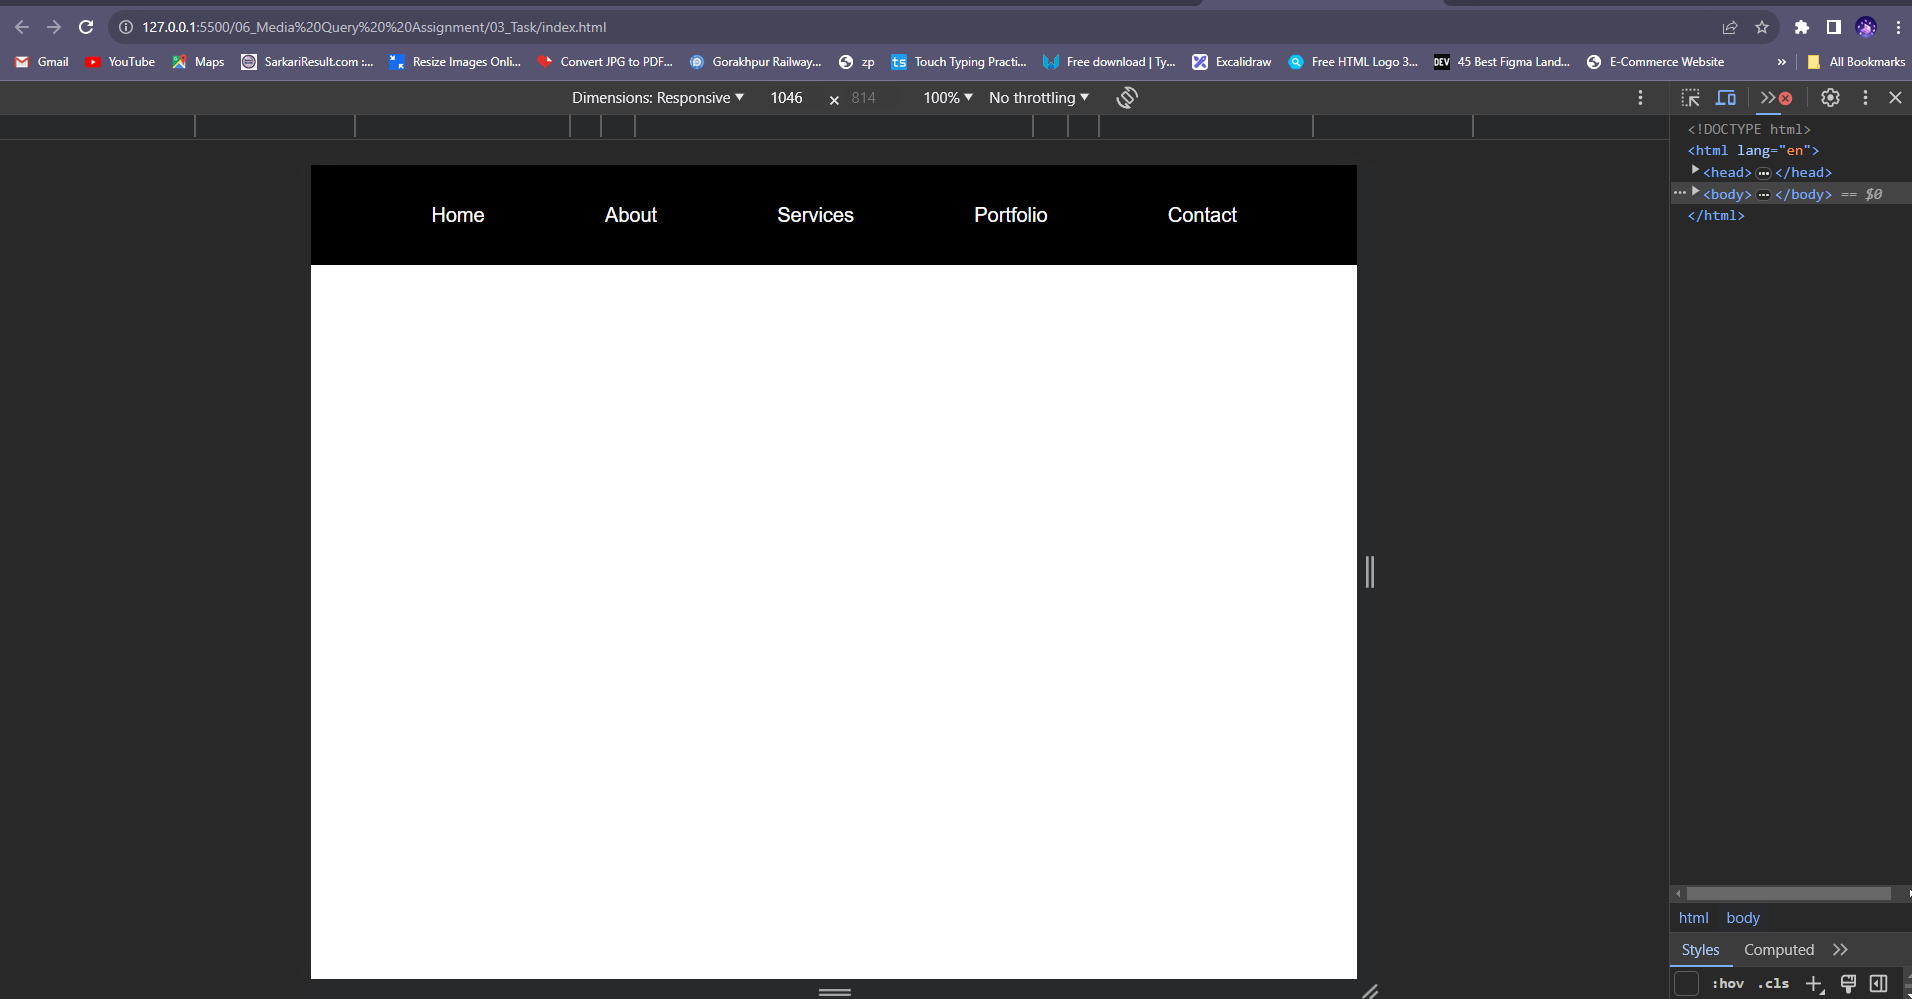 127.0.0.1:5500/06_Media%20Query%20%20Assignment/03_Task/index.html
Gmail YouTube Maps SarkariResult.com :... Resize Images Onli... Convert JPG to PDF... Gorakhpur Railway... zp ts Touch Typing Practi... Free download | Ty... Excalidraw Free HTML Logo 3... DEV 45 Best Figma Land... E-Commerce Website » All Bookmarks
Dimensions: Responsive ▼ 1046 × 814 100% ▼ No throttling ▼
<!DOCTYPE html>
<html lang="en">
<head> ••• </head>
••• <body> ••• </body> == $0
</html>
Home About Services Portfolio Contact
html body
Styles Computed
:hov .cls